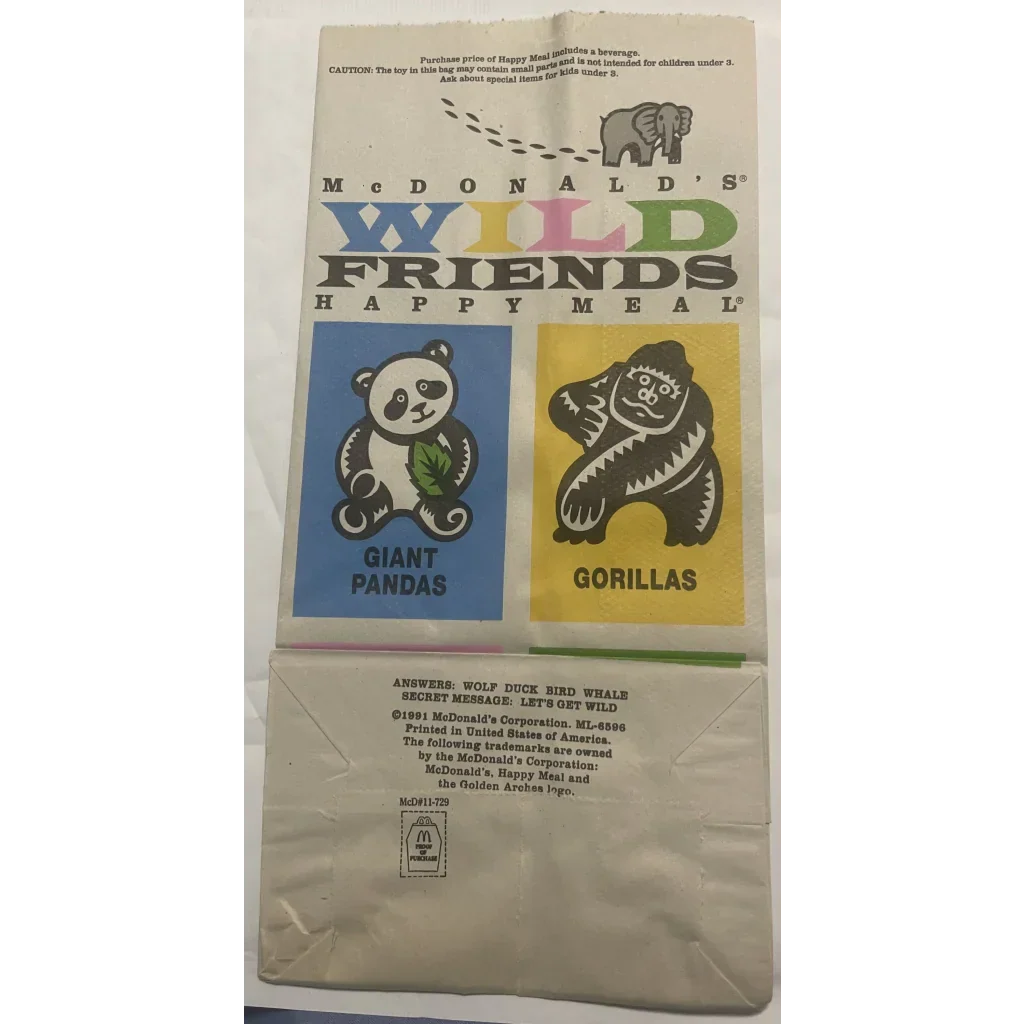 Purchase price of Happy Meal includes a beverage.
CAUTION: The toy in this bag may contain small parts and is not intended for children under 3.
Ask about special items for kids under 3.
McDONALD'S®
WILD
FRIENDS
HAPPY MEAL®
GIANT
PANDAS
GORILLAS
ANSWERS: WOLF DUCK BIRD WHALE
SECRET MESSAGE: LET'S GET WILD
©1991 McDonald's Corporation. ML-6596
Printed in United States of America.
The following trademarks are owned
by the McDonald's Corporation:
McDonald's, Happy Meal and
the Golden Arches logo.
McD#11-729
M
PROOF
OF
PURCHASE